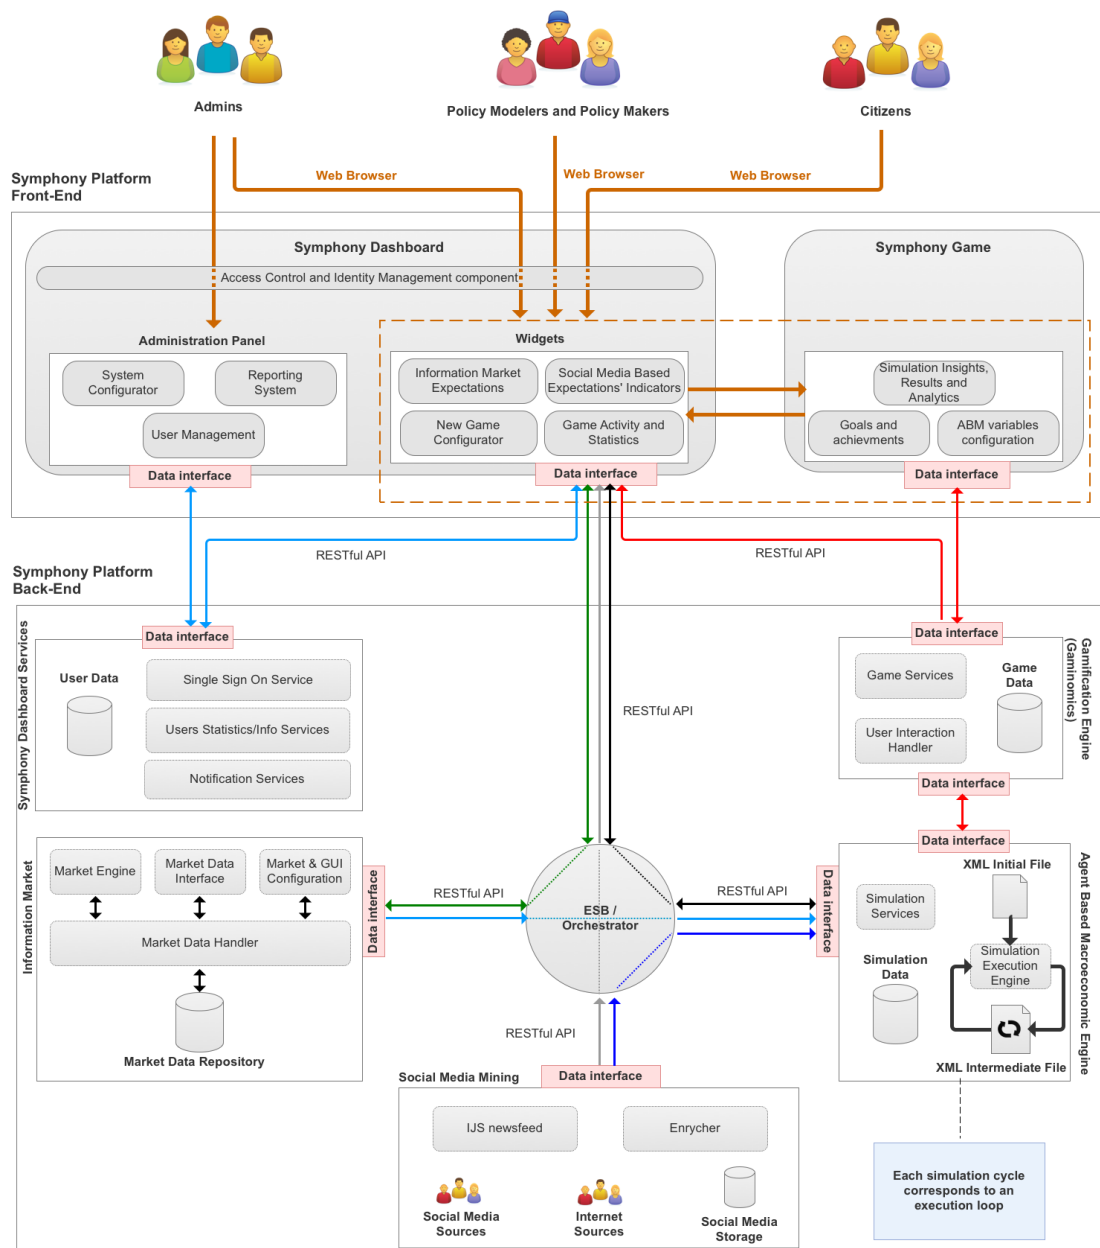 Admins
Policy Modelers and Policy Makers
Citizens
Symphony Platform
Front-End
Web Browser
Web Browser
Web Browser
Symphony Dashboard
Symphony Game
Access Control and Identity Management component
Administration Panel
System
Configurator
Reporting
System
User Management
Data interface
Widgets
Information Market
Expectations
Social Media Based
Expectations' Indicators
New Game
Configurator
Game Activity and
Statistics
Data interface
Simulation Insights,
Results and
Analytics
Goals and
achievments
ABM variables
configuration
Data interface
RESTful API
RESTful API
Symphony Platform
Back-End
Symphony Dashboard Services
Data interface
User Data
Single Sign On Service
Users Statistics/Info Services
Notification Services
RESTful API
Data interface
Gamification Engine
(Gaminomics)
Game Services
Game
Data
User Interaction
Handler
Data interface
Information Market
Market Engine
Market Data
Interface
Market & GUI
Configuration
Market Data Handler
Market Data Repository
Data interface
RESTful API
ESB /
Orchestrator
RESTful API
Data interface
Data interface
Agent Based Macroeconomic Engine
XML Initial File
Simulation
Services
Simulation
Execution
Engine
Simulation
Data
XML Intermediate File
RESTful API
Social Media Mining
Data interface
IJS newsfeed
Enrycher
Social Media
Sources
Internet
Sources
Social Media
Storage
Each simulation cycle
corresponds to an
execution loop